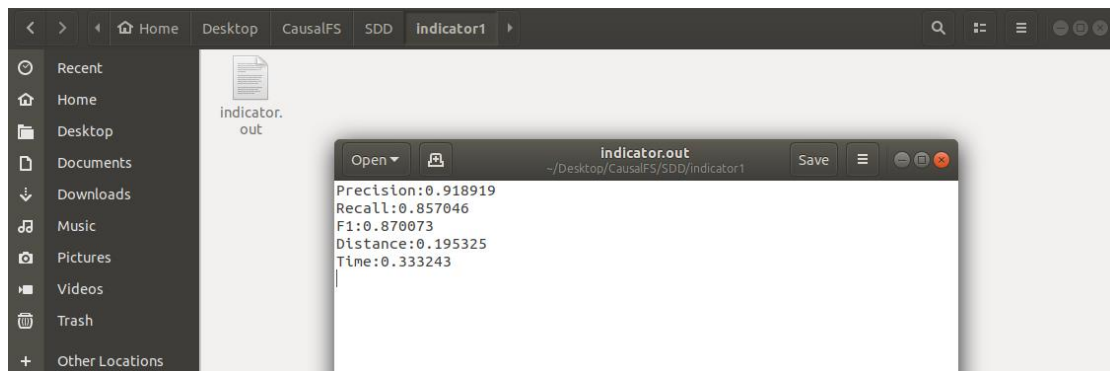 Home Desktop CausalFS SDD indicator1
Recent
Home
Desktop
Documents
Downloads
Music
Pictures
Videos
Trash
Other Locations
indicator.
out
Open
indicator.out
~/Desktop/CausalFS/SDD/indicator1
Save
Precision:0.918919
Recall:0.857046
F1:0.870073
Distance:0.195325
Time:0.333243